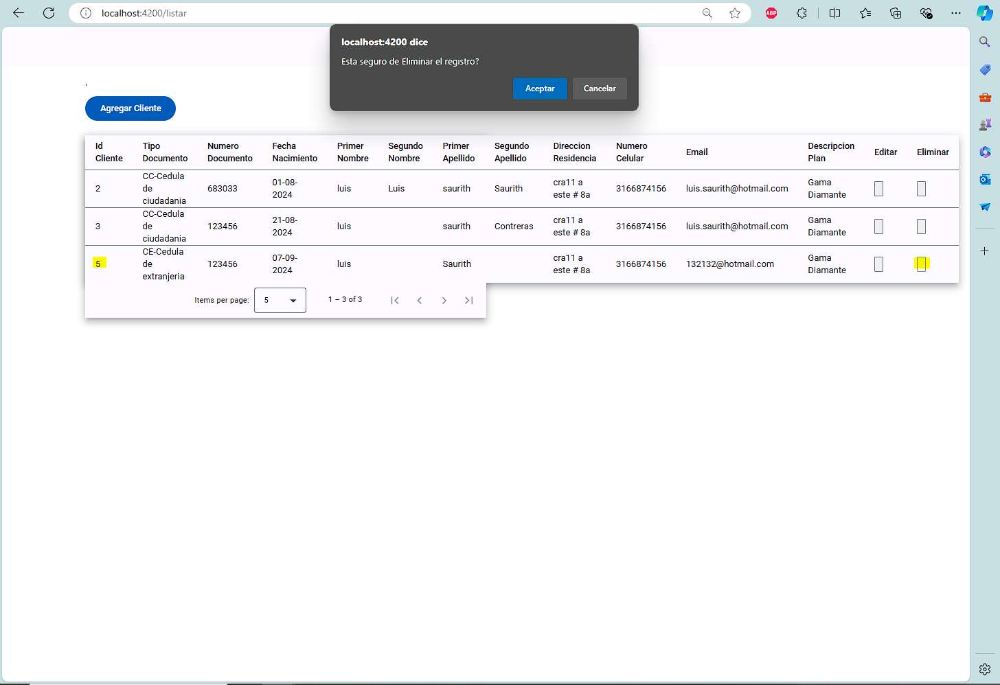 localhost:4200/listar
ABP
localhost:4200 dice
Esta seguro de Eliminar el registro?
Aceptar Cancelar
Agregar Cliente
Id Cliente Tipo Documento Numero Documento Fecha Nacimiento Primer Nombre Segundo Nombre Primer Apellido Segundo Apellido Direccion Residencia Numero Celular Email Descripcion Plan Editar Eliminar
2 CC-Cedula de ciudadania 683033 01-08-2024 luis Luis saurith Saurith cra11 a este # 8a 3166874156 luis.saurith@hotmail.com Gama Diamante
3 CC-Cedula de ciudadania 123456 21-08-2024 luis saurith Contreras cra11 a este # 8a 3166874156 luis.saurith@hotmail.com Gama Diamante
5 CE-Cedula de extranjeria 123456 07-09-2024 luis Saurith cra11 a este # 8a 3166874156 132132@hotmail.com Gama Diamante
Items per page: 5 1 – 3 of 3